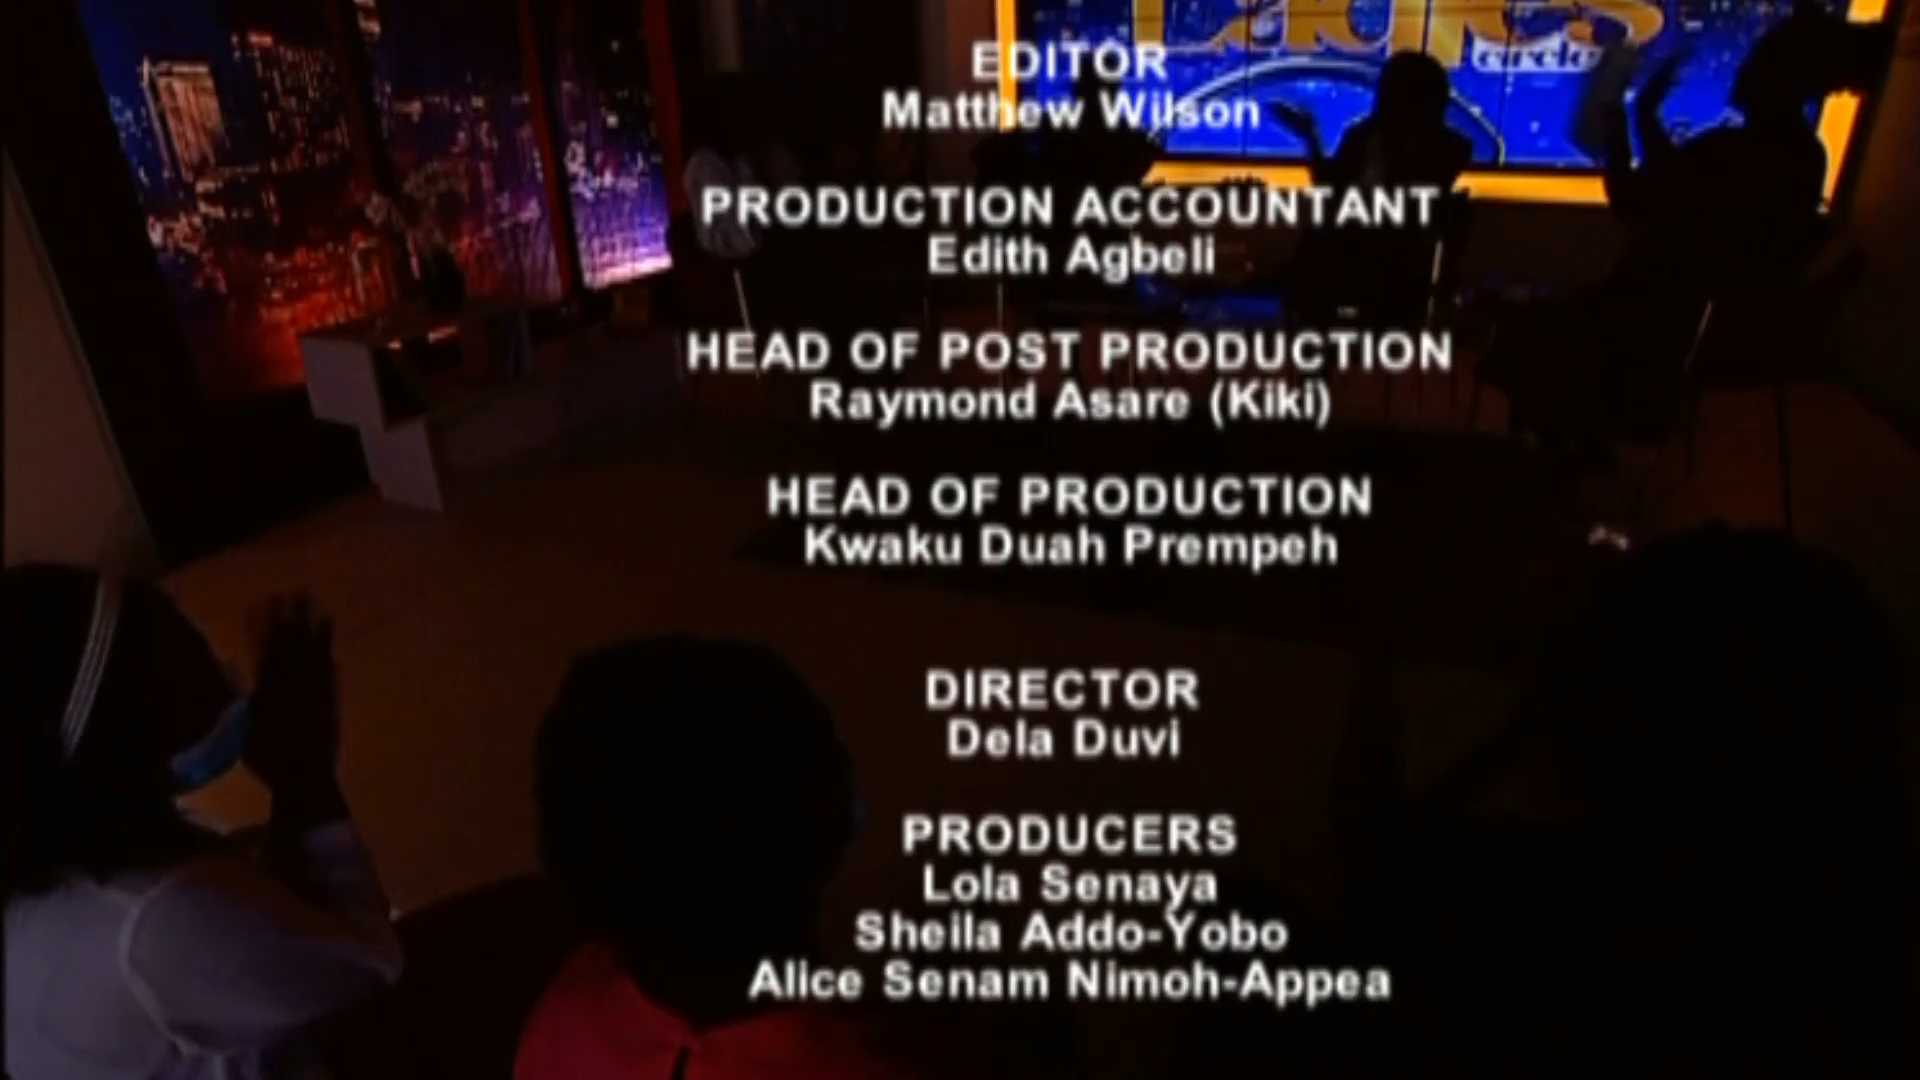 EDITOR
Matthew Wilson
PRODUCTION ACCOUNTANT
Edith Agbeli
HEAD OF POST PRODUCTION
Raymond Asare (Kiki)
HEAD OF PRODUCTION
Kwaku Duah Prempeh
DIRECTOR
Dela Duvi
PRODUCERS
Lola Senaya
Sheila Addo-Yobo
Alice Senam Nimoh-Appea